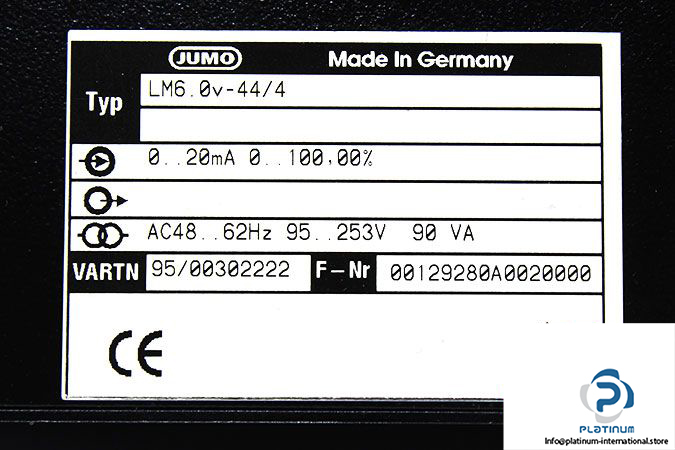 JUMO Made In Germany
Typ LM6.0v-44/4
0..20mA 0..100,00%
AC48..62Hz 95..253V 90 VA
VARTN 95/00302222 F-Nr 00129280A0020000
CE
PLATINUM
Info@platinum-international.store